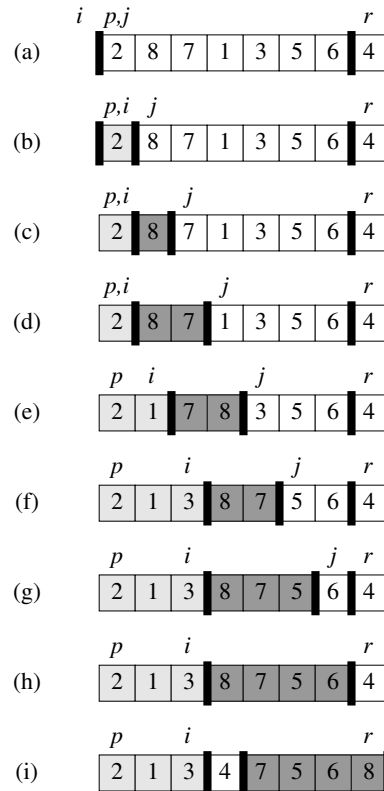 i p,j r
(a) 2 8 7 1 3 5 6 4
p,i j r
(b) 2 8 7 1 3 5 6 4
p,i j r
(c) 2 8 7 1 3 5 6 4
p,i j r
(d) 2 8 7 1 3 5 6 4
p i j r
(e) 2 1 7 8 3 5 6 4
p i j r
(f) 2 1 3 8 7 5 6 4
p i j r
(g) 2 1 3 8 7 5 6 4
p i r
(h) 2 1 3 8 7 5 6 4
p i r
(i) 2 1 3 4 7 5 6 8